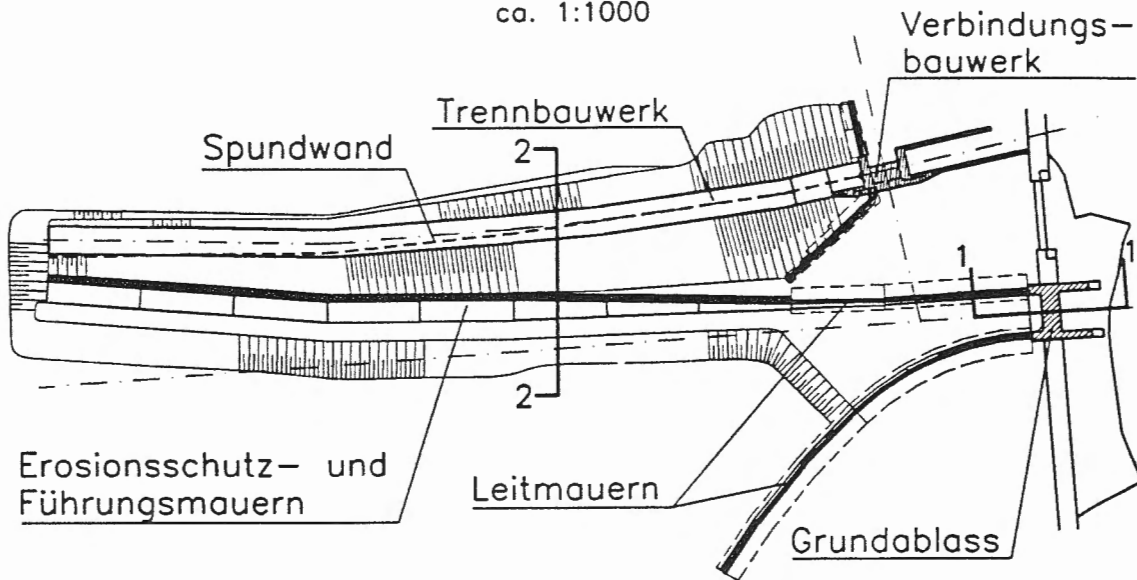 ca. 1:1000
Verbindungs-
bauwerk
Trennbauwerk
Spundwand
2
1
1
2
Erosionsschutz- und
Führungsmauern
Leitmauern
Grundablass